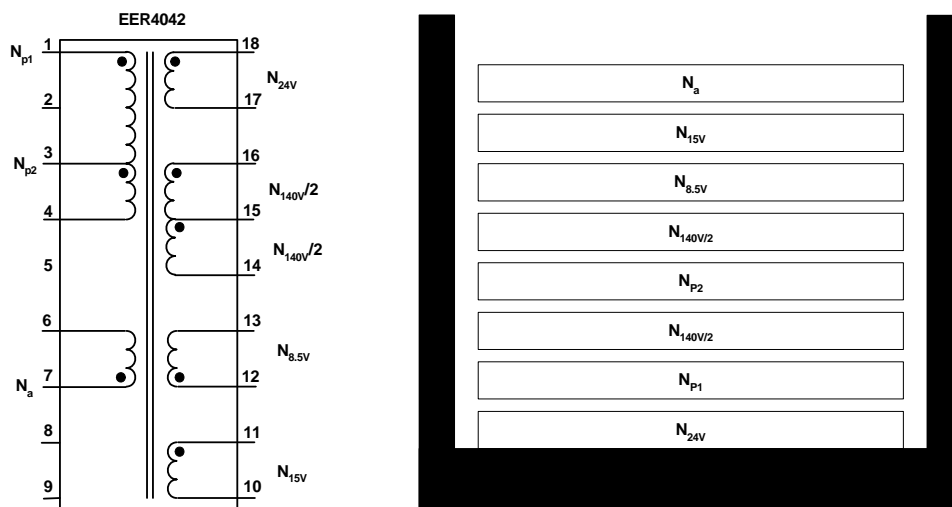 EER4042
Np1
1
18
N24V
2
17
Np2
3
16
N140V/2
4
15
N140V/2
5
14
6
13
N8.5V
7
12
Na
8
11
N15V
9
10
Na
N15V
N8.5V
N140V/2
NP2
N140V/2
NP1
N24V